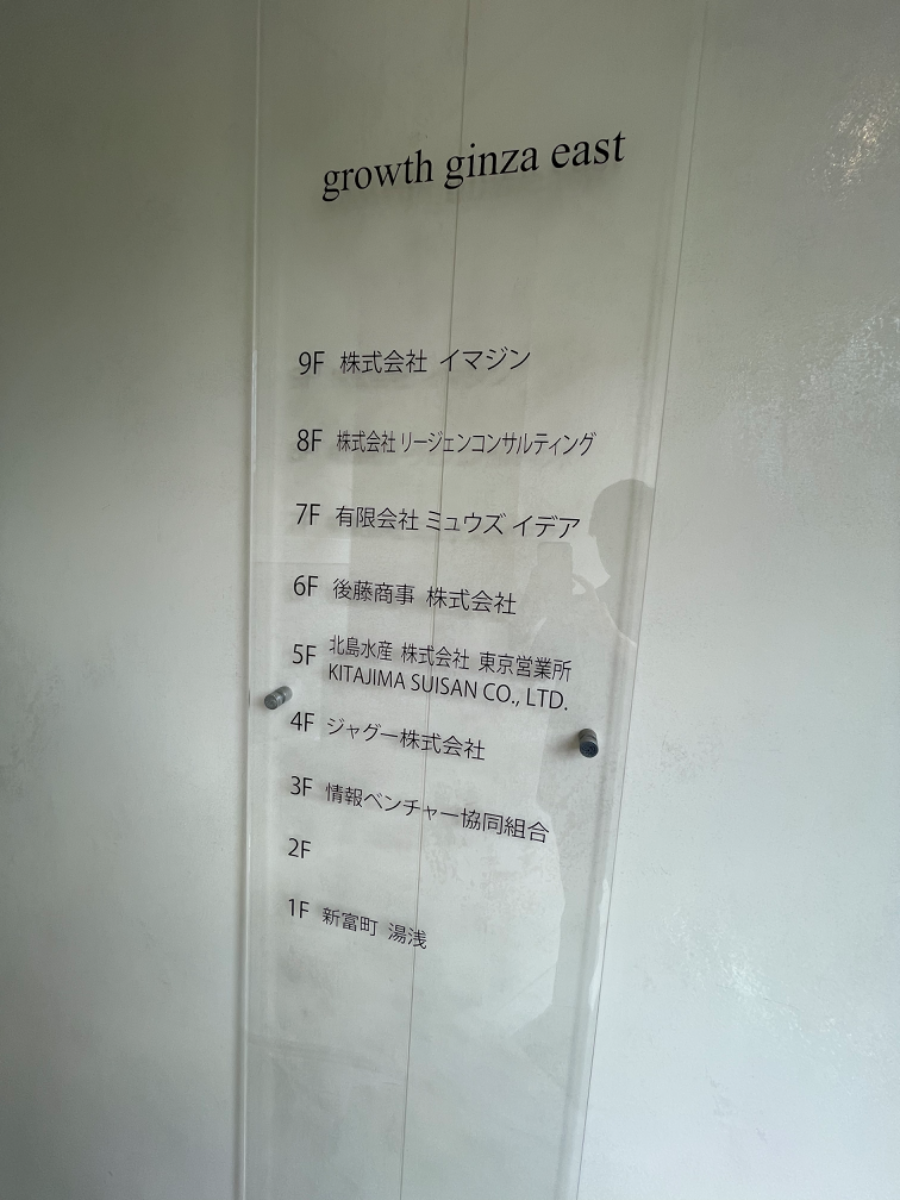 growth ginza east
9F 株式会社 イマジン
8F 株式会社 リージェンコンサルティング
7F 有限会社 ミュウズ イデア
6F 後藤商事 株式会社
5F 北島水産 株式会社 東京営業所
KITAJIMA SUISAN CO., LTD.
4F ジャグー株式会社
3F 情報ベンチャー協同組合
2F
1F 新富町 湯浅